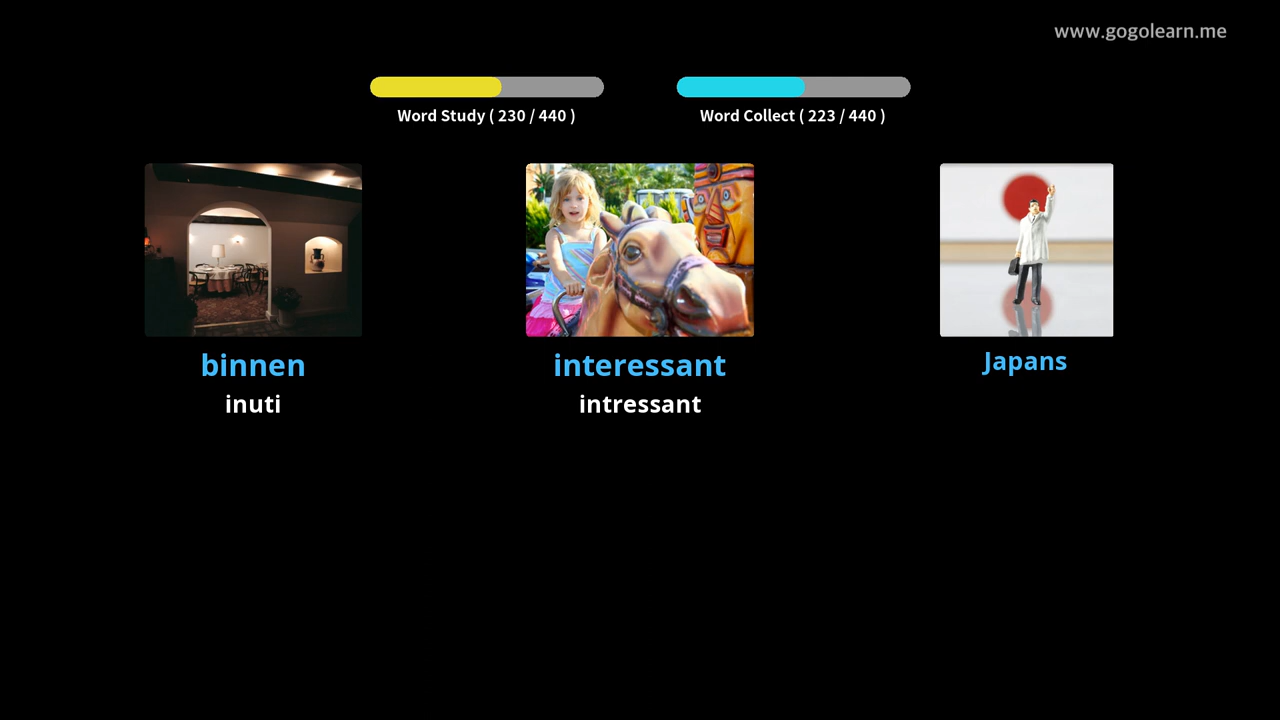 www.gogolearn.me
Word Study ( 230 / 440 )
Word Collect ( 223 / 440 )
binnen
inuti
interessant
intressant
Japans